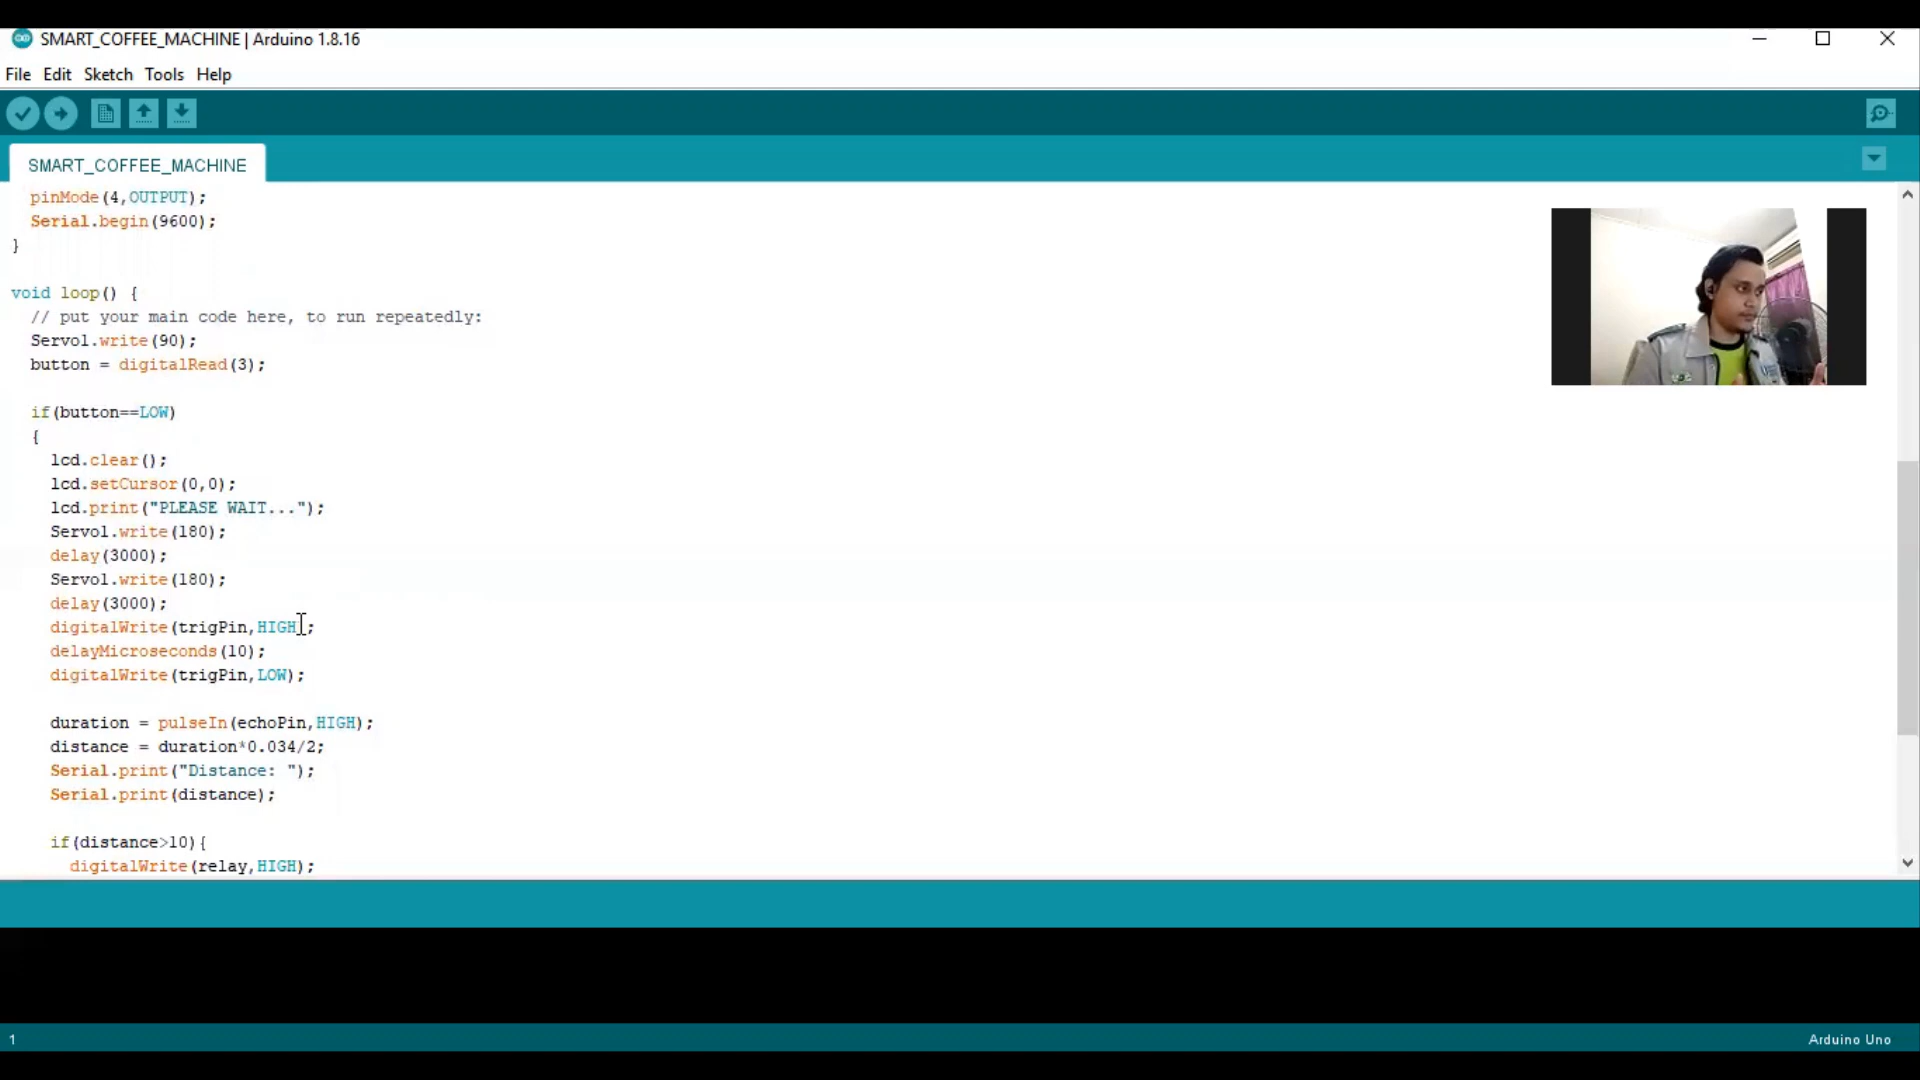 SMART_COFFEE_MACHINE | Arduino 1.8.16
File Edit Sketch Tools Help
SMART_COFFEE_MACHINE
pinMode(4,OUTPUT);
Serial.begin(9600);
}
void loop() {
// put your main code here, to run repeatedly:
Servo1.write(90);
button = digitalRead(3);
if(button==LOW)
{
lcd.clear();
lcd.setCursor(0,0);
lcd.print("PLEASE WAIT...");
Servo1.write(180);
delay(3000);
Servo1.write(180);
delay(3000);
digitalWrite(trigPin,HIGH);
delayMicroseconds(10);
digitalWrite(trigPin,LOW);
duration = pulseIn(echoPin,HIGH);
distance = duration*0.034/2;
Serial.print("Distance: ");
Serial.print(distance);
if(distance>10){
digitalWrite(relay,HIGH);
1
Arduino Uno